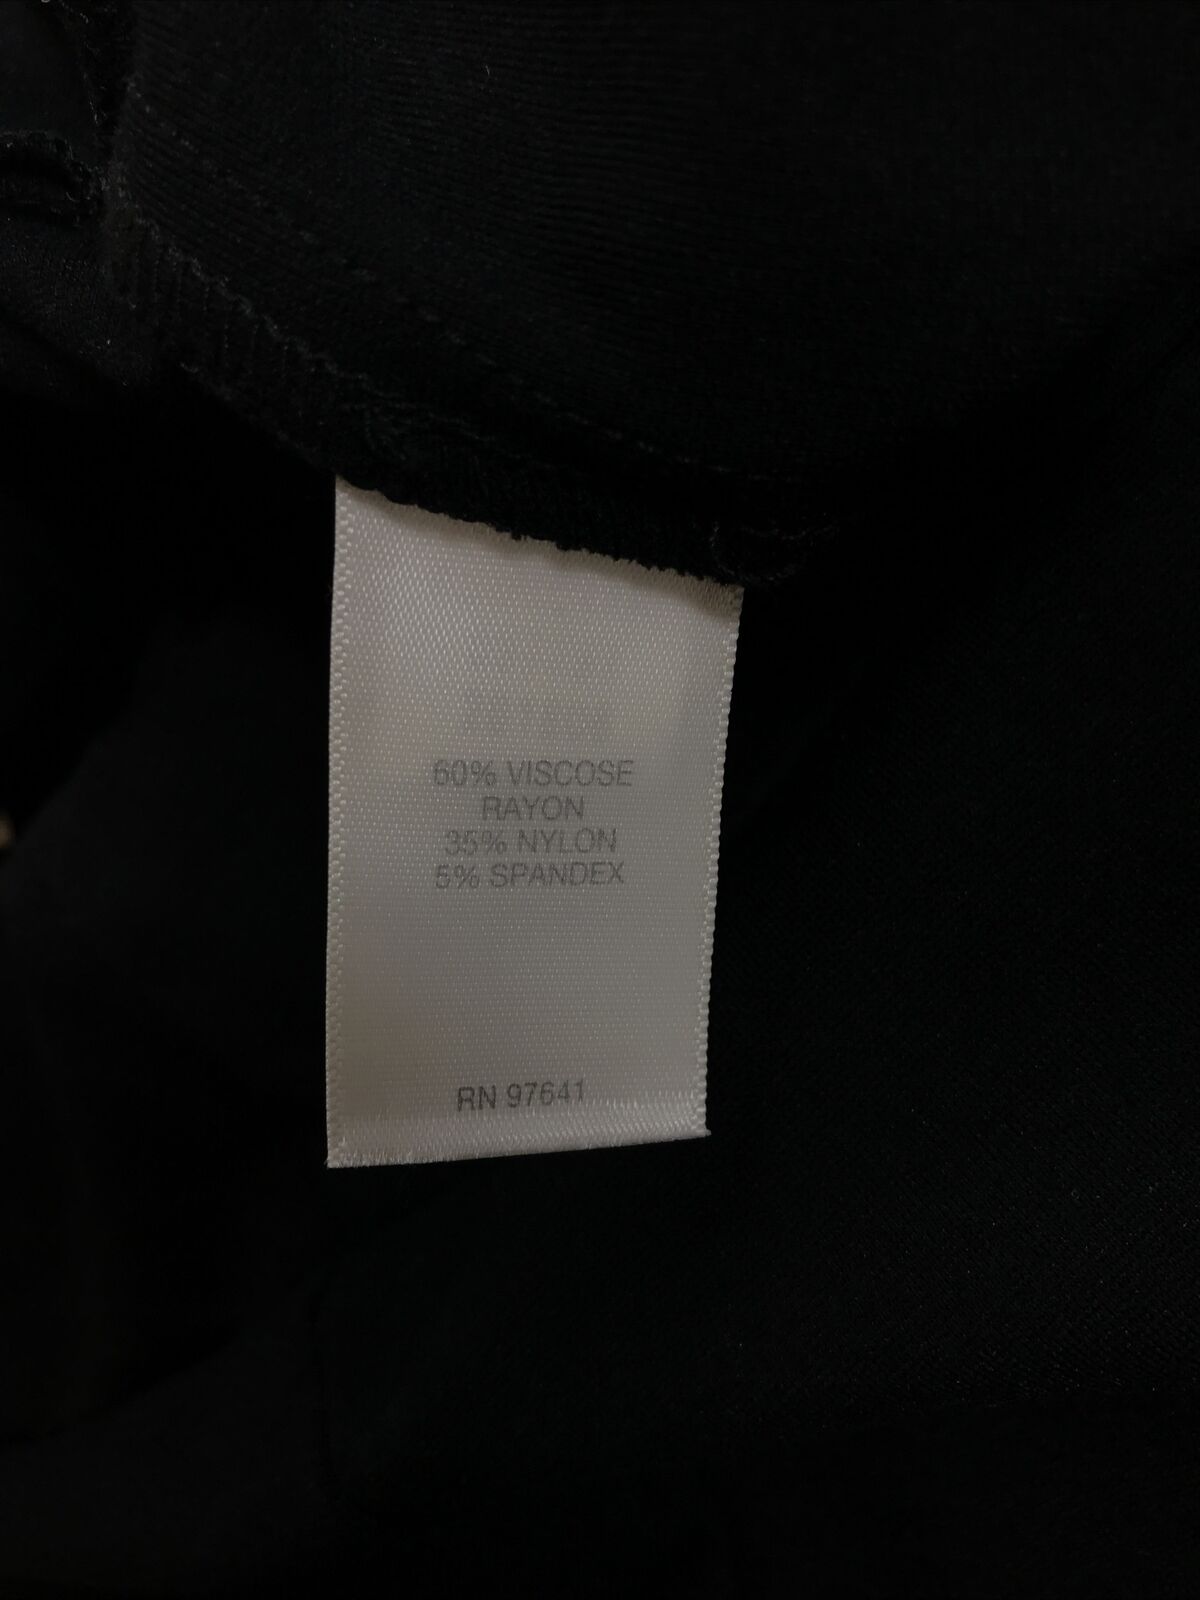 60% VISCOSE
RAYON
35% NYLON
5% SPANDEX
RN 97641